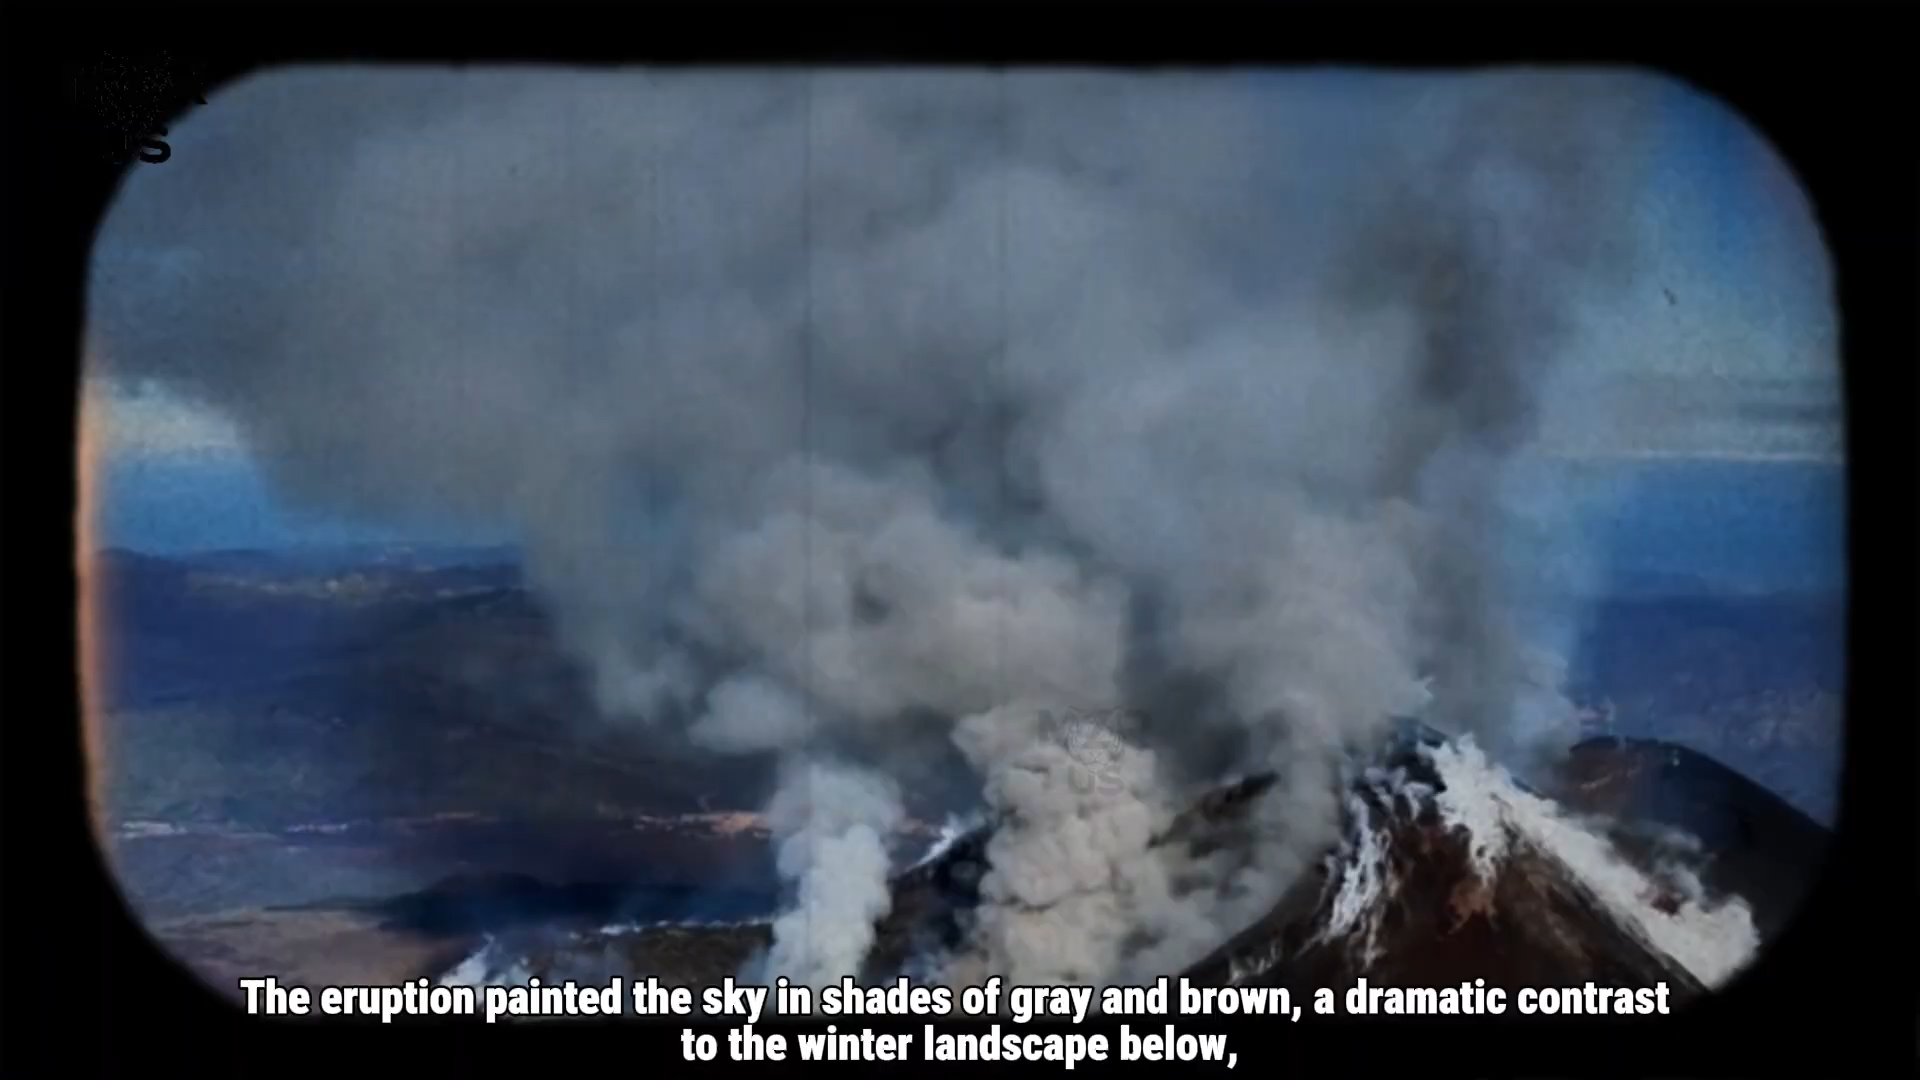 The eruption painted the sky in shades of gray and brown, a dramatic contrast
to the winter landscape below,